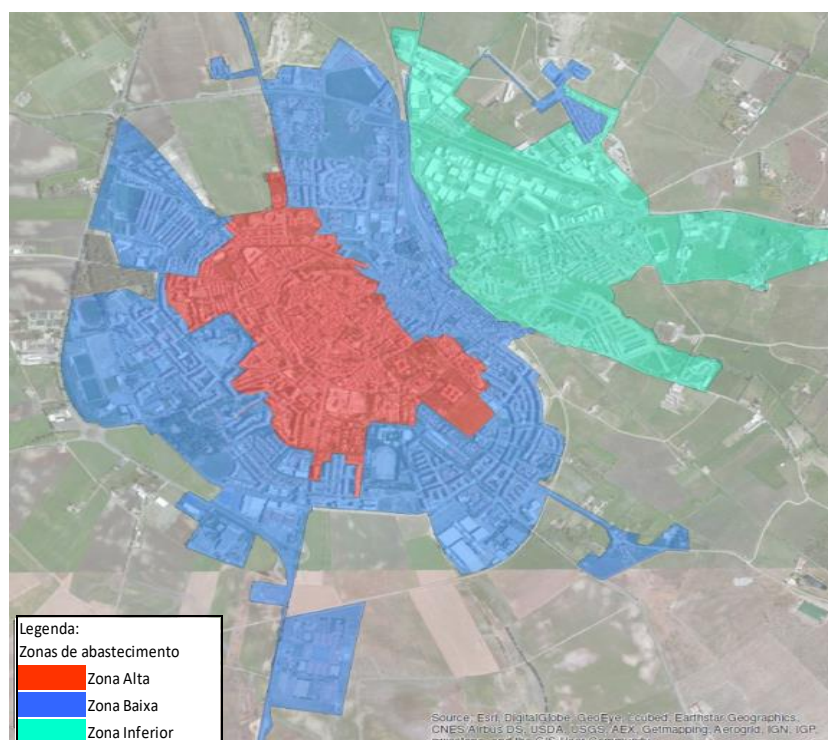 Legenda:
Zonas de abastecimento
Zona Alta
Zona Baixa
Zona Inferior
Source: Esri, DigitalGlobe, GeoEye, i-cubed, Earthstar Geographics,
CNES/Airbus DS, USDA, USGS, AEX, Getmapping, Aerogrid, IGN, IGP,